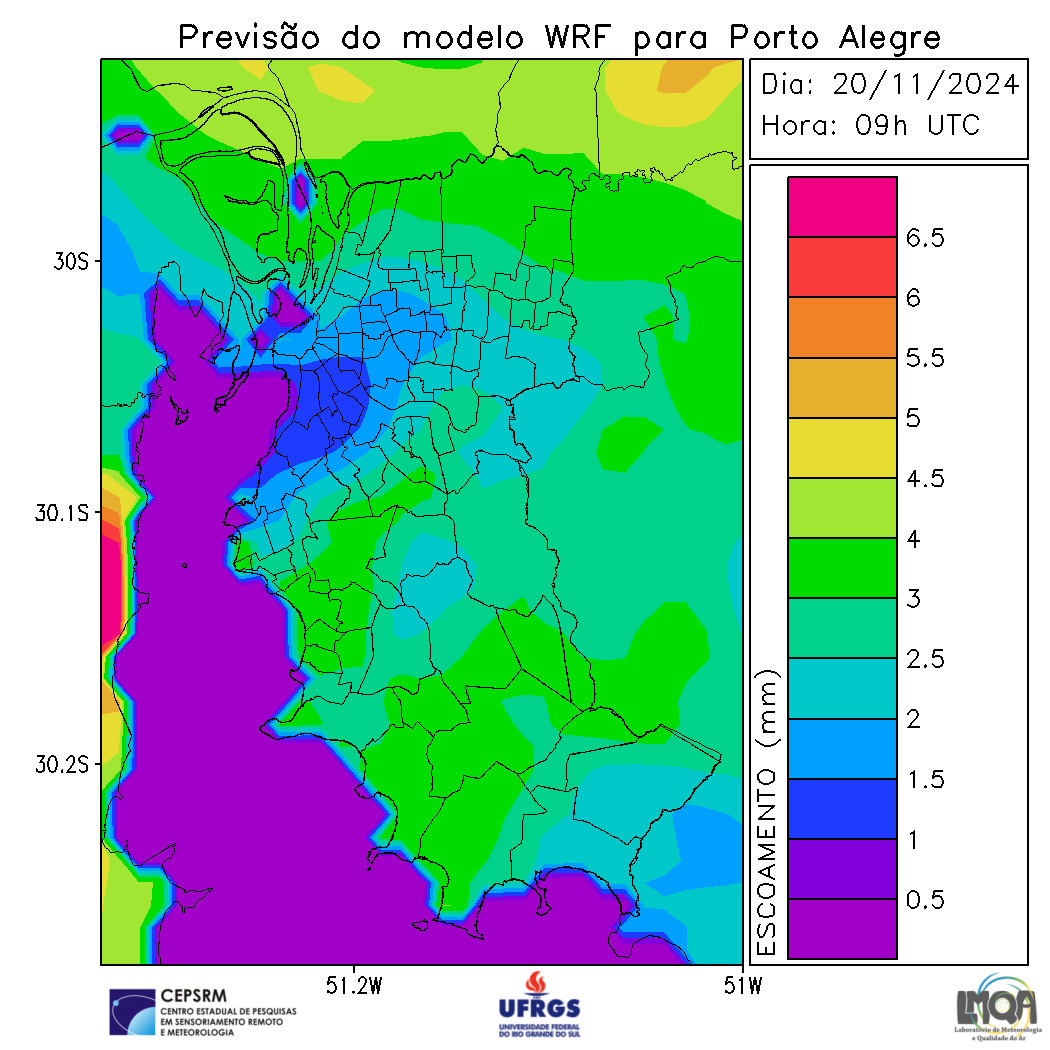 Previsão do modelo WRF para Porto Alegre
Dia: 20/11/2024
Hora: 09h UTC
30S
30.1S
30.2S
51.2W
51W
ESCOAMENTO (mm)
6.5
6
5.5
5
4.5
4
3
2.5
2
1.5
1
0.5
CEPSRM
CENTRO ESTADUAL DE PESQUISAS
EM SENSORIAMENTO REMOTO
E METEOROLOGIA
UFRGS
UNIVERSIDADE FEDERAL
DO RIO GRANDE DO SUL
LMQA
Laboratório de Meteorologia
e Qualidade do Ar